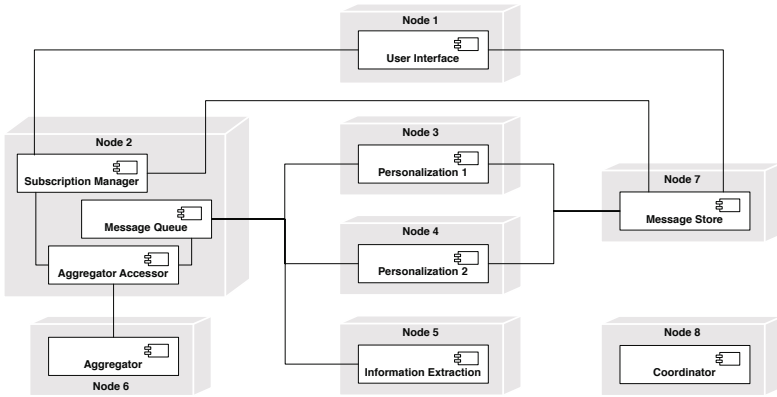 Node 1
User Interface
Node 2
Subscription Manager
Message Queue
Aggregator Accessor
Node 3
Personalization 1
Node 4
Personalization 2
Node 7
Message Store
Node 5
Information Extraction
Node 8
Coordinator
Aggregator
Node 6